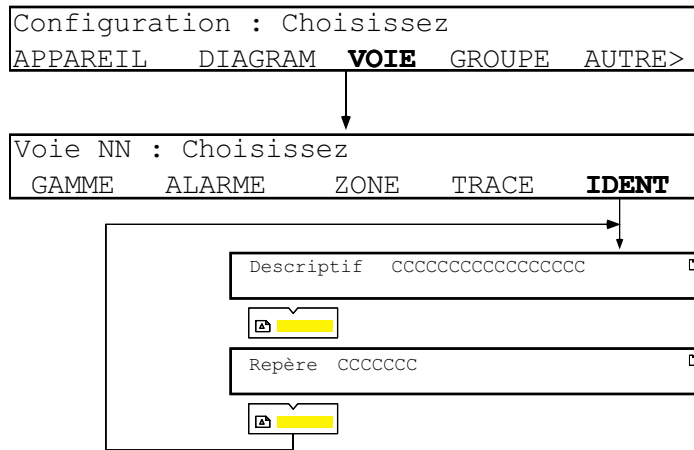 Configuration : Choisissez
APPAREIL DIAGRAM VOIE GROUPE AUTRE>
Voie NN : Choisissez
GAMME ALARME ZONE TRACE IDENT
Descriptif CCCCCCCCCCCCCCCCC
Repère CCCCCCC